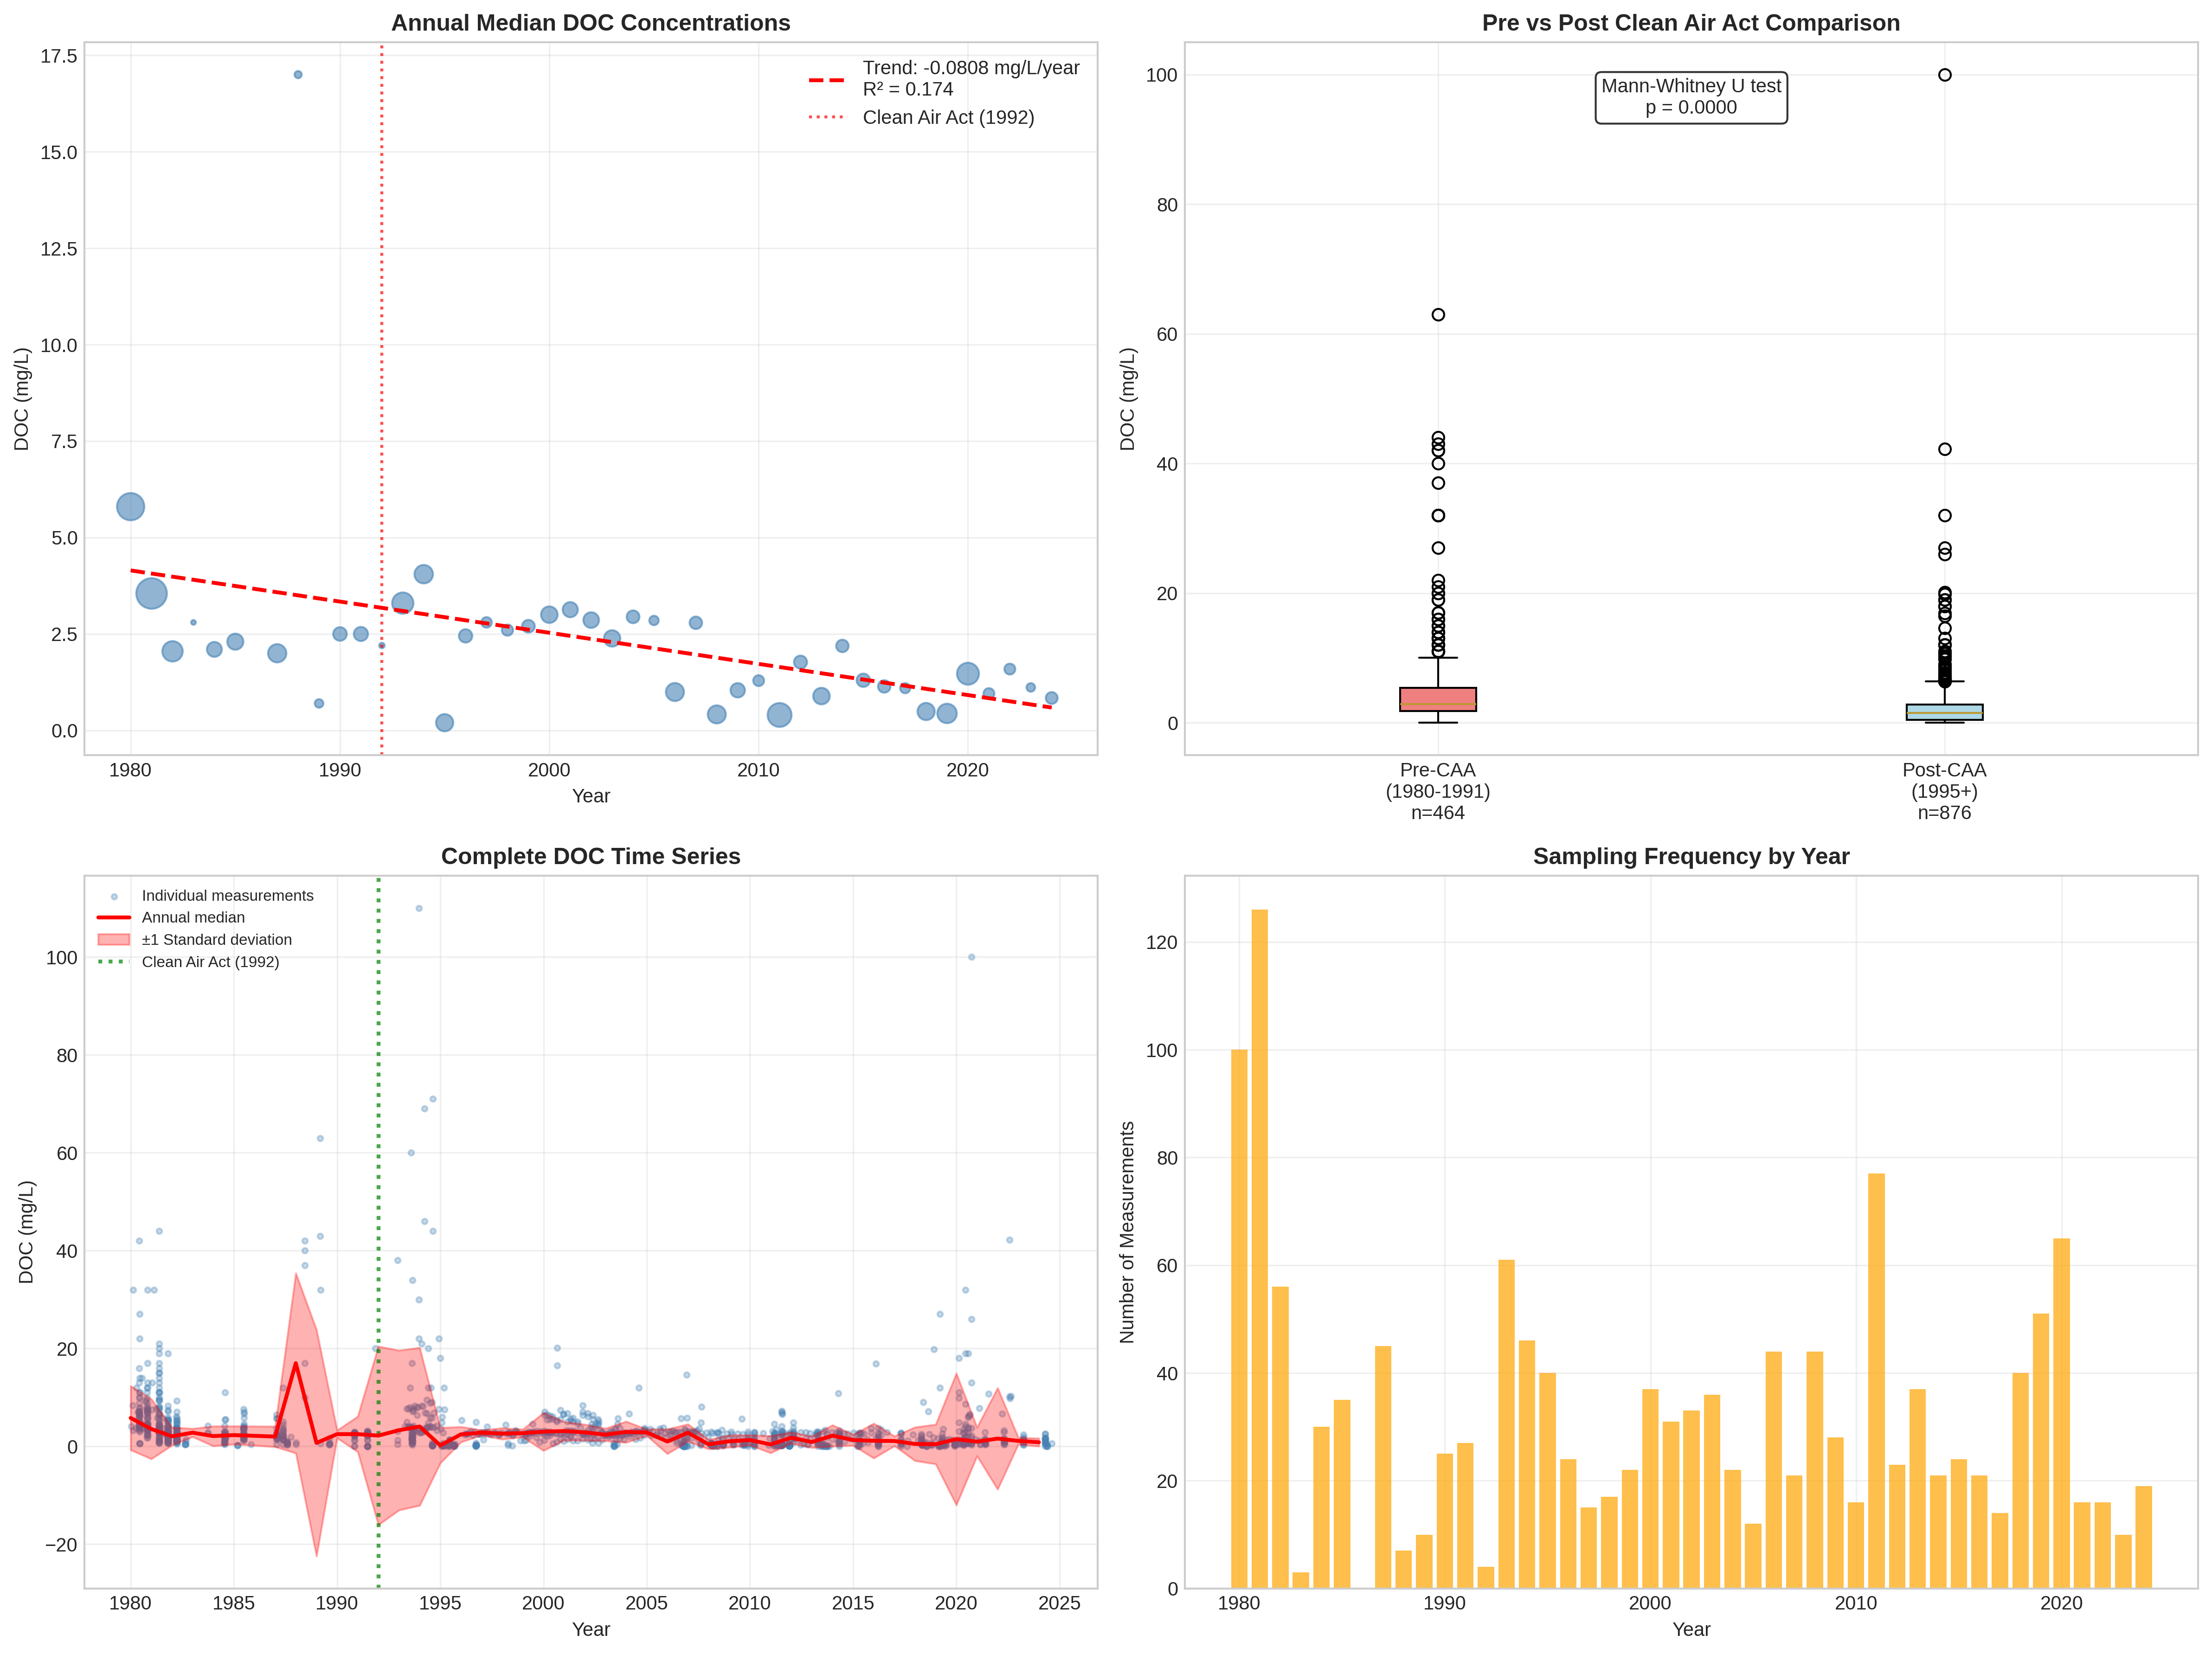 Annual Median DOC Concentrations
17.5
15.0
12.5
10.0
7.5
5.0
2.5
0.0
DOC (mg/L)
Trend: -0.0808 mg/L/year
R² = 0.174
Clean Air Act (1992)
1980
1990
2000
2010
2020
Year
Pre vs Post Clean Air Act Comparison
100
80
60
40
20
0
DOC (mg/L)
Mann-Whitney U test
p = 0.0000
Pre-CAA
(1980-1991)
n=464
Post-CAA
(1995+)
n=876
Complete DOC Time Series
Individual measurements
Annual median
±1 Standard deviation
Clean Air Act (1992)
100
80
60
40
20
0
−20
DOC (mg/L)
1980
1985
1990
1995
2000
2005
2010
2015
2020
2025
Year
Sampling Frequency by Year
120
100
80
60
40
20
0
Number of Measurements
1980
1990
2000
2010
2020
Year